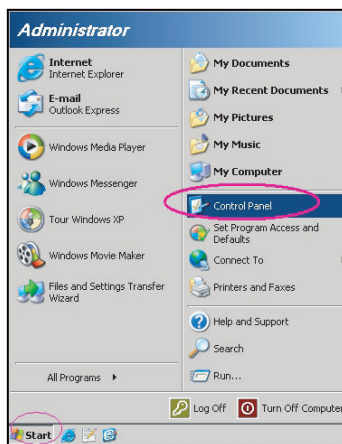 Administrator
Internet
Internet Explorer
E-mail
Outlook Express
Windows Media Player
Windows Messenger
Tour Windows XP
Windows Movie Maker
Files and Settings Transfer
Wizard
All Programs
My Documents
My Recent Documents
My Pictures
My Music
My Computer
Control Panel
Set Program Access and
Defaults
Connect To
Printers and Faxes
Help and Support
Search
Run...
Log Off
Turn Off Computer
Start